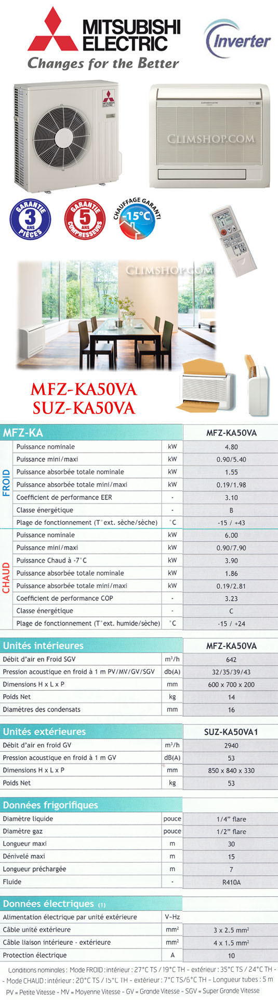 MITSUBISHI
ELECTRIC
Changes for the Better
Inverter
MITSUBISHI
ELECTRIC
CLIMSHOP.COM
GARANTIE
3
ANS
PIÈCES
GARANTIE
5
ANS
COMPRESSEURS
CHAUFFAGE GARANTI
-15°C
CLIMSHOP.COM
MFZ-KA50VA
SUZ-KA50VA
MFZ-KA MFZ-KA50VA
FROID
Puissance nominale kW 4.80
Puissance mini/maxi kW 0.90/5.40
Puissance absorbée totale nominale kW 1.55
Puissance absorbée totale mini/maxi kW 0.19/1.98
Coefficient de performance EER - 3.10
Classe énergétique - B
Plage de fonctionnement (T°ext. sèche/sèche) °C -15 / +43
CHAUD
Puissance nominale kW 6.00
Puissance mini/maxi kW 0.90/7.90
Puissance Chaud à -7°C kW 3.90
Puissance absorbée totale nominale kW 1.86
Puissance absorbée totale mini/maxi kW 0.19/2.81
Coefficient de performance COP - 3.23
Classe énergétique - C
Plage de fonctionnement (T°ext. humide/sèche) °C -15 / +24
Unités intérieures MFZ-KA50VA
Débit d'air en Froid SGV m³/h 642
Pression acoustique en froid à 1 m PV/MV/GV/SGV db(A) 32/35/39/43
Dimensions H x L x P mm 600 x 700 x 200
Poids Net kg 14
Diamètres des condensats mm 16
Unités extérieures SUZ-KA50VA1
Débit d'air en froid GV m³/h 2940
Pression acoustique en froid à 1 m GV dB(A) 53
Dimensions H x L x P mm 850 x 840 x 330
Poids Net kg 53
Données frigorifiques
Diamètre liquide pouce 1/4" flare
Diamètre gaz pouce 1/2" flare
Longueur maxi m 30
Dénivelé maxi m 15
Longueur préchargée m 7
Fluide - R410A
Données électriques (1)
Alimentation électrique par unité extérieure V~Hz
Câble unité extérieure mm² 3 x 2.5 mm²
Câble liaison intérieure - extérieure mm² 4 x 1.5 mm²
Protection électrique A 10
Conditions nominales : Mode FROID : intérieur : 27°C TS / 19°C TH - extérieur : 35°C TS / 24°C TH -
- Mode CHAUD : intérieur : 20°C TS / 15°C TH - extérieur : 7°C TS/6°C TH - Longueur tubes : 5 m
PV = Petite Vitesse - MV = Moyenne Vitesse - GV = Grande Vitesse - SGV = Super Grande Vitesse